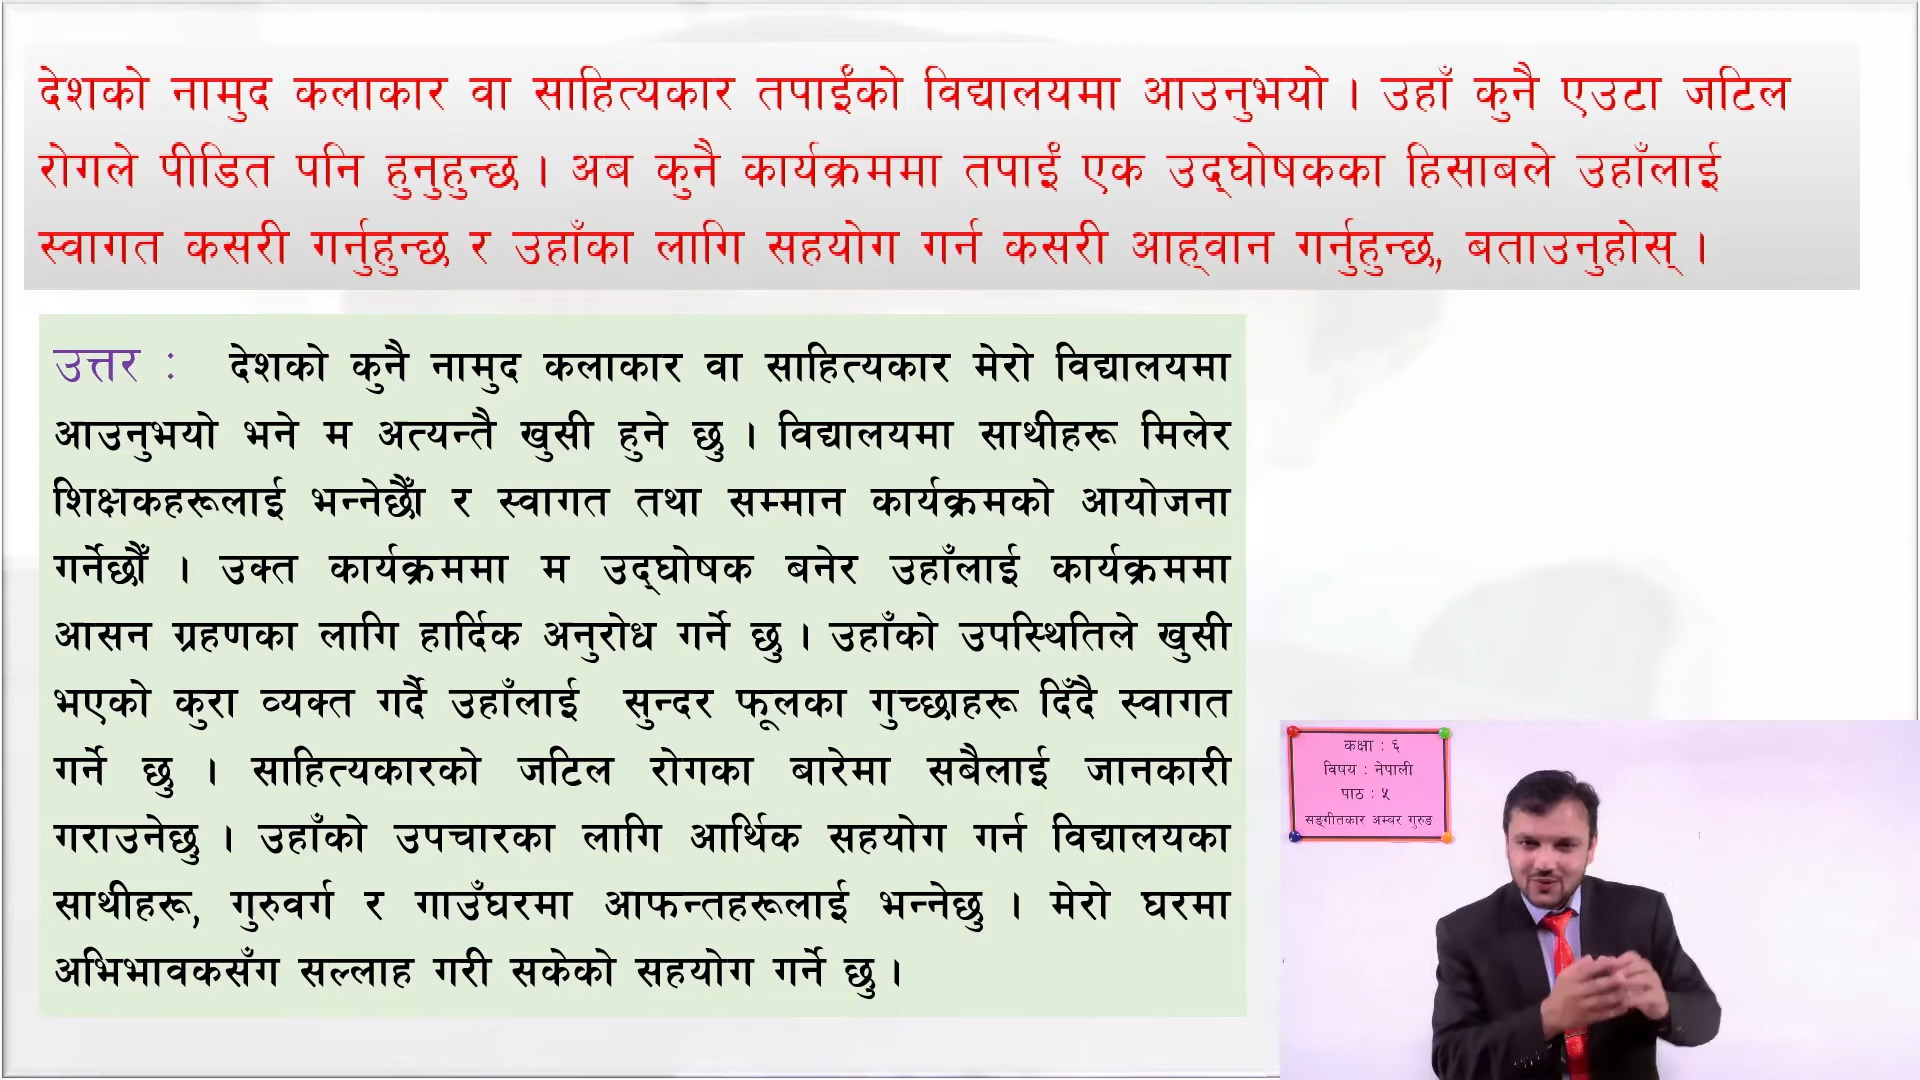 देशको नामुद कलाकार वा साहित्यकार तपाईंको विद्यालयमा आउनुभयो । उहाँ कुनै एउटा जटिल
रोगले पीडित पनि हुनुहुन्छ । अब कुनै कार्यक्रममा तपाईं एक उद्‌घोषकका हिसाबले उहाँलाई
स्वागत कसरी गर्नुहुन्छ र उहाँका लागि सहयोग गर्न कसरी आह्‌वान गर्नुहुन्छ, बताउनुहोस् ।
उत्तर : देशको कुनै नामुद कलाकार वा साहित्यकार मेरो विद्यालयमा
आउनुभयो भने म अत्यन्तै खुसी हुने छु । विद्यालयमा साथीहरू मिलेर
शिक्षकहरूलाई भन्नेछौँ र स्वागत तथा सम्मान कार्यक्रमको आयोजना
गर्नेछौँ । उक्त कार्यक्रममा म उद्‌घोषक बनेर उहाँलाई कार्यक्रममा
आसन ग्रहणका लागि हार्दिक अनुरोध गर्ने छु । उहाँको उपस्थितिले खुसी
भएको कुरा व्यक्त गर्दै उहाँलाई सुन्दर फूलका गुच्छाहरू दिँदै स्वागत
गर्ने छु । साहित्यकारको जटिल रोगका बारेमा सबैलाई जानकारी
गराउनेछु । उहाँको उपचारका लागि आर्थिक सहयोग गर्न विद्यालयका
साथीहरू, गुरुवर्ग र गाउँघरमा आफन्तहरूलाई भन्नेछु । मेरो घरमा
अभिभावकसँग सल्लाह गरी सकेको सहयोग गर्ने छु ।
कक्षा : ६
विषय : नेपाली
पाठ : ५
सङ्गीतकार अम्बर गुरुङ